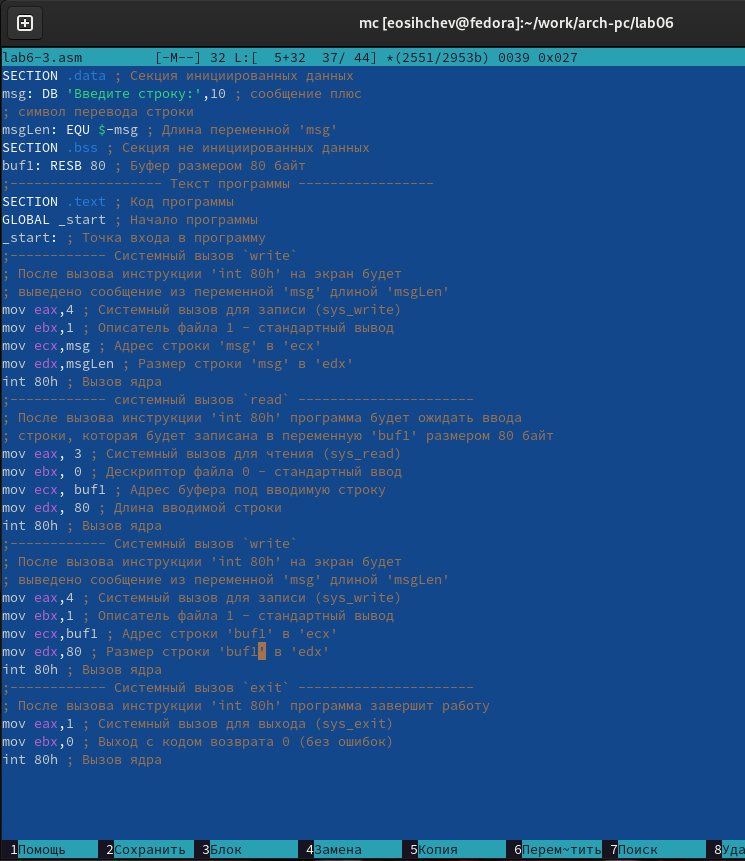 mc [eosihchev@fedora]:~/work/arch-pc/lab06
lab6-3.asm [-M--] 32 L:[ 5+32 37/ 44] *(2551/2953b) 0039 0x027
SECTION .data ; Секция инициированных данных
msg: DB 'Введите строку:',10 ; сообщение плюс
; символ перевода строки
msgLen: EQU $-msg ; Длина переменной 'msg'
SECTION .bss ; Секция не инициированных данных
buf1: RESB 80 ; Буфер размером 80 байт
;------------------- Текст программы -----------------
SECTION .text ; Код программы
GLOBAL _start ; Начало программы
_start: ; Точка входа в программу
;------------ Системный вызов `write`
; После вызова инструкции 'int 80h' на экран будет
; выведено сообщение из переменной 'msg' длиной 'msgLen'
mov eax,4 ; Системный вызов для записи (sys_write)
mov ebx,1 ; Описатель файла 1 - стандартный вывод
mov ecx,msg ; Адрес строки 'msg' в 'ecx'
mov edx,msgLen ; Размер строки 'msg' в 'edx'
int 80h ; Вызов ядра
;------------ системный вызов `read` ----------------------
; После вызова инструкции 'int 80h' программа будет ожидать ввода
; строки, которая будет записана в переменную 'buf1' размером 80 байт
mov eax, 3 ; Системный вызов для чтения (sys_read)
mov ebx, 0 ; Дескриптор файла 0 - стандартный ввод
mov ecx, buf1 ; Адрес буфера под вводимую строку
mov edx, 80 ; Длина вводимой строки
int 80h ; Вызов ядра
;------------ Системный вызов `write`
; После вызова инструкции 'int 80h' на экран будет
; выведено сообщение из переменной 'msg' длиной 'msgLen'
mov eax,4 ; Системный вызов для записи (sys_write)
mov ebx,1 ; Описатель файла 1 - стандартный вывод
mov ecx,buf1 ; Адрес строки 'buf1' в 'ecx'
mov edx,80 ; Размер строки 'buf1' в 'edx'
int 80h ; Вызов ядра
;------------ Системный вызов `exit` ----------------------
; После вызова инструкции 'int 80h' программа завершит работу
mov eax,1 ; Системный вызов для выхода (sys_exit)
mov ebx,0 ; Выход с кодом возврата 0 (без ошибок)
int 80h ; Вызов ядра
1Помощь 2Сохранить 3Блок 4Замена 5Копия 6Перем~тить 7Поиск 8Уда